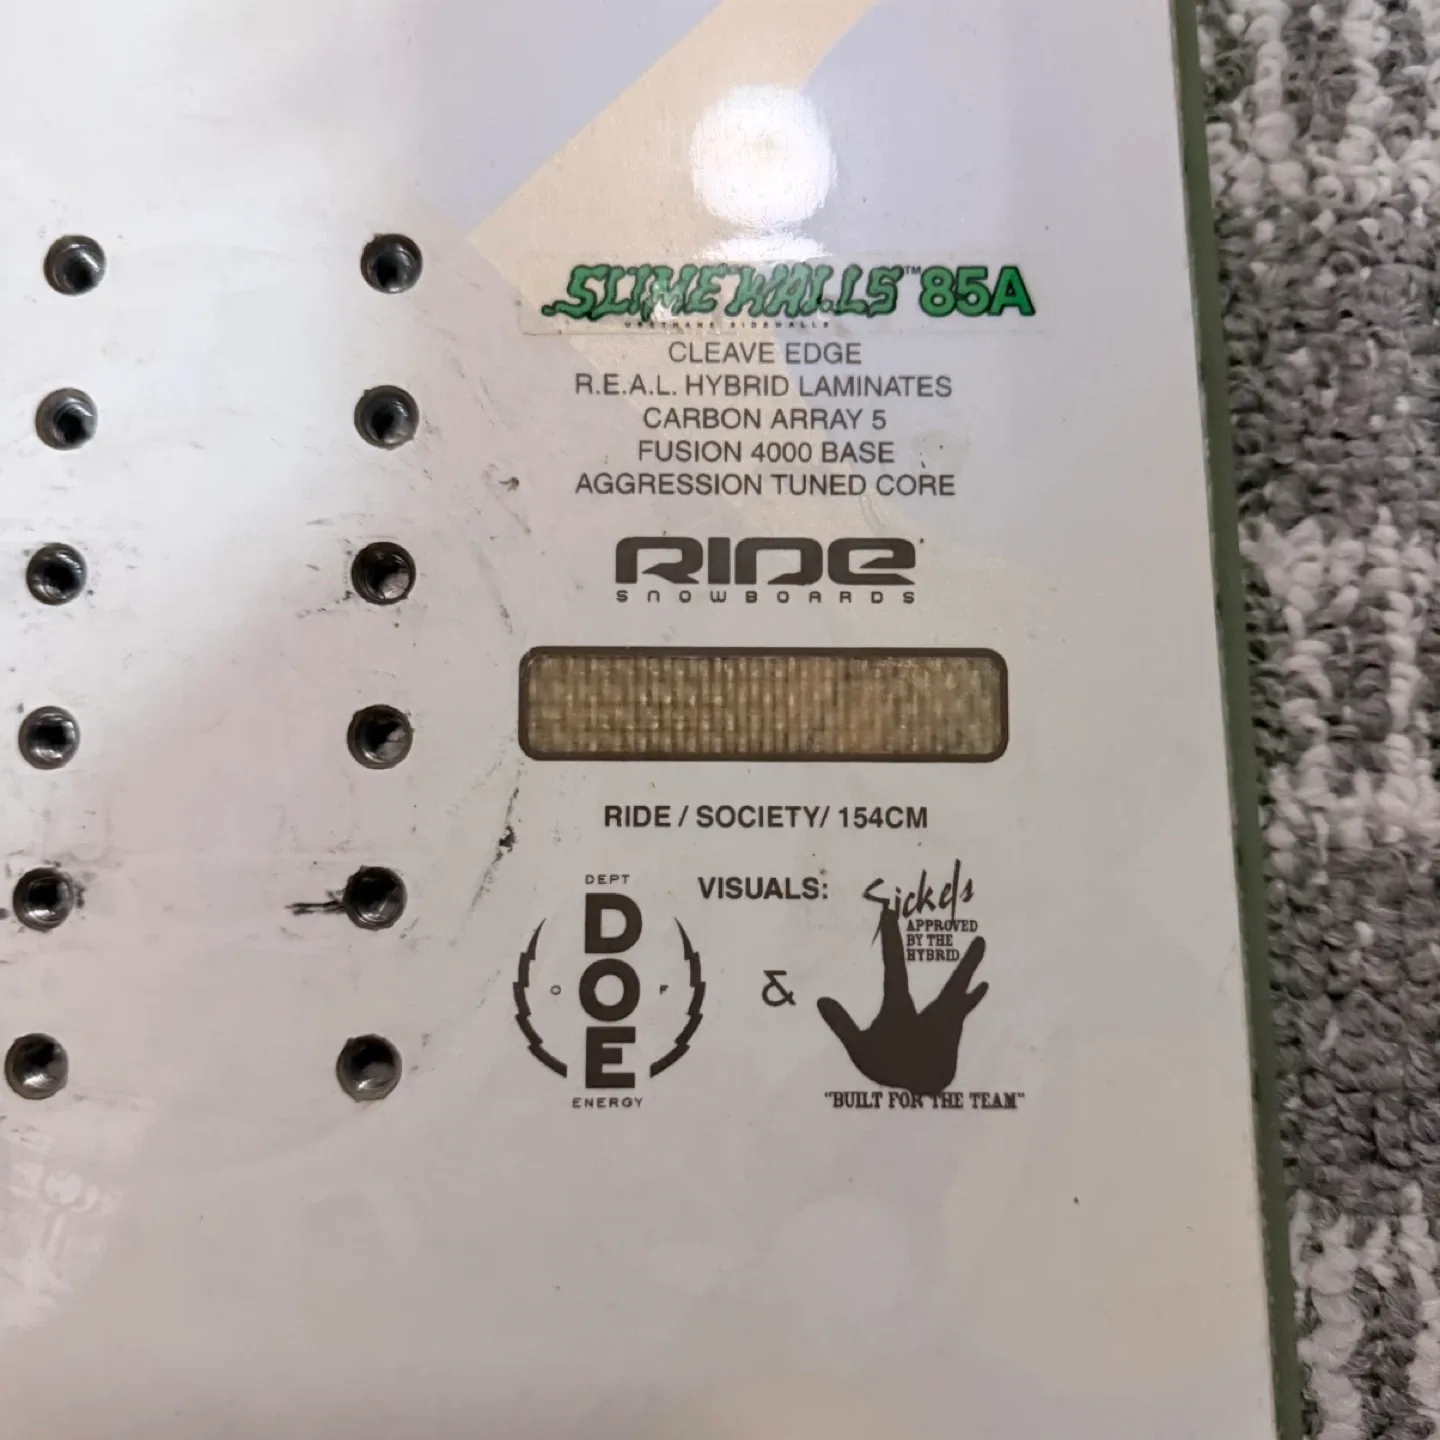 SLIMEWALLS™ 85A
URETHANE SIDEWALLS
CLEAVE EDGE
R.E.A.L. HYBRID LAMINATES
CARBON ARRAY 5
FUSION 4000 BASE
AGGRESSION TUNED CORE
RIDE
SNOWBOARDS
RIDE / SOCIETY/ 154CM
VISUALS:
DEPT
OF
DOE
ENERGY
&
Sickels
APPROVED
BY THE
HYBRID
"BUILT FOR THE TEAM"